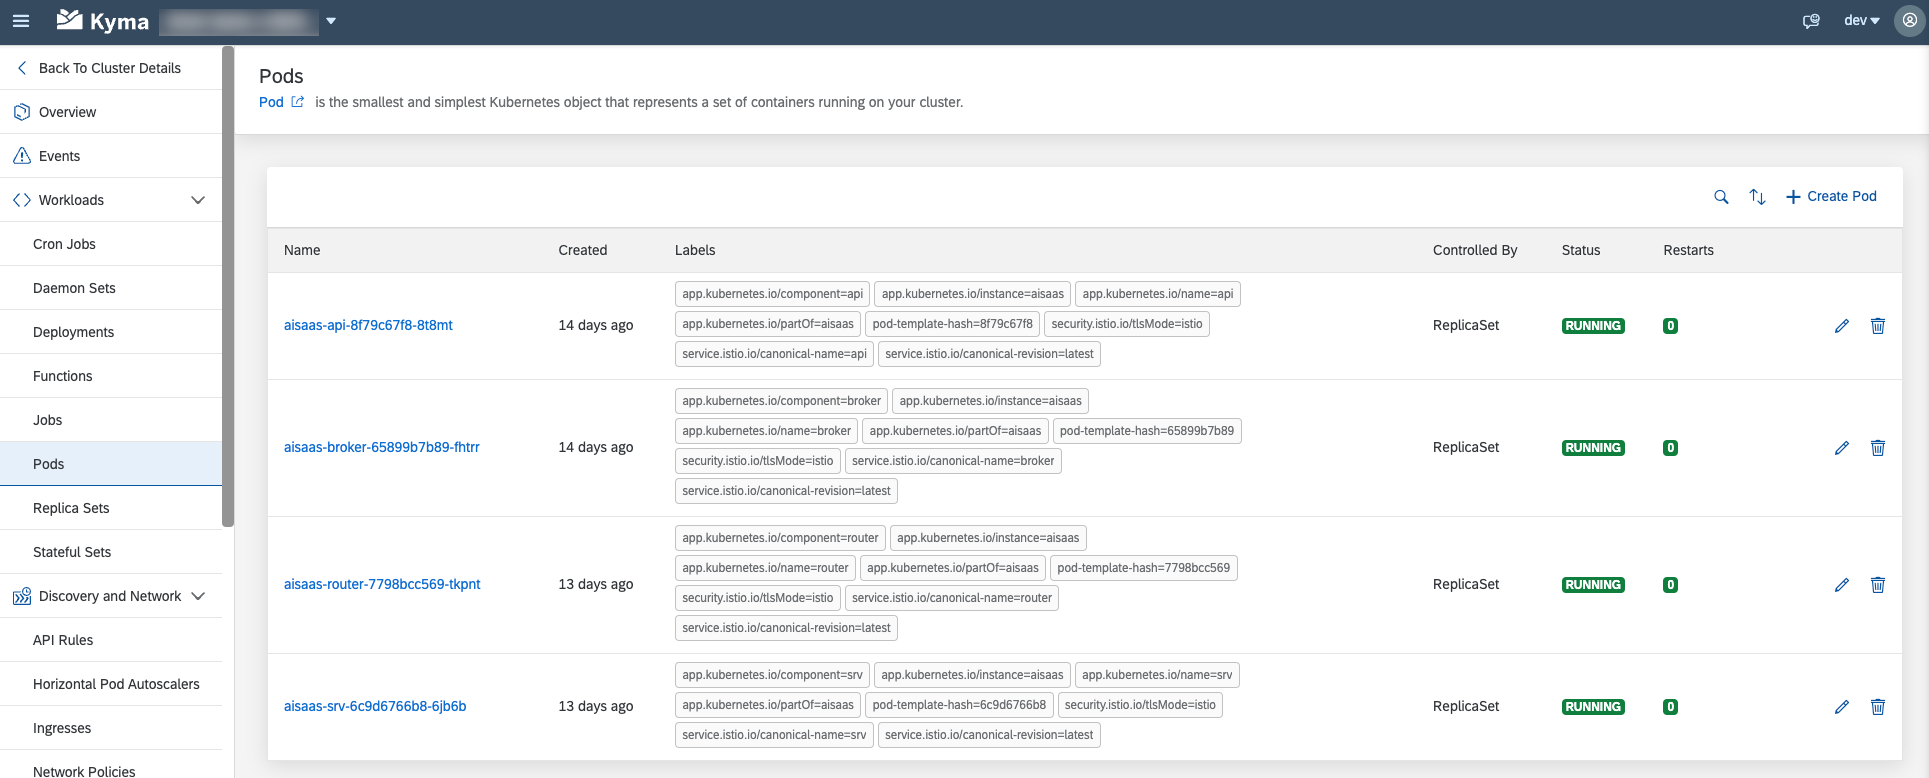 Kyma
dev
Back To Cluster Details
Overview
Events
Workloads
Cron Jobs
Daemon Sets
Deployments
Functions
Jobs
Pods
Replica Sets
Stateful Sets
Discovery and Network
API Rules
Horizontal Pod Autoscalers
Ingresses
Network Policies
Pods
Pod is the smallest and simplest Kubernetes object that represents a set of containers running on your cluster.
Create Pod
Name Created Labels Controlled By Status Restarts
app.kubernetes.io/component=api app.kubernetes.io/instance=aisaas app.kubernetes.io/name=api
aisaas-api-8f79c67f8-8t8mt 14 days ago app.kubernetes.io/partOf=aisaas pod-template-hash=8f79c67f8 security.istio.io/tlsMode=istio ReplicaSet RUNNING 0
service.istio.io/canonical-name=api service.istio.io/canonical-revision=latest
app.kubernetes.io/component=broker app.kubernetes.io/instance=aisaas
app.kubernetes.io/name=broker app.kubernetes.io/partOf=aisaas pod-template-hash=65899b7b89
aisaas-broker-65899b7b89-fhtrr 14 days ago security.istio.io/tlsMode=istio service.istio.io/canonical-name=broker ReplicaSet RUNNING 0
service.istio.io/canonical-revision=latest
app.kubernetes.io/component=router app.kubernetes.io/instance=aisaas
app.kubernetes.io/name=router app.kubernetes.io/partOf=aisaas pod-template-hash=7798bcc569
aisaas-router-7798bcc569-tkpnt 13 days ago security.istio.io/tlsMode=istio service.istio.io/canonical-name=router ReplicaSet RUNNING 0
service.istio.io/canonical-revision=latest
app.kubernetes.io/component=srv app.kubernetes.io/instance=aisaas app.kubernetes.io/name=srv
aisaas-srv-6c9d6766b8-6jb6b 13 days ago app.kubernetes.io/partOf=aisaas pod-template-hash=6c9d6766b8 security.istio.io/tlsMode=istio ReplicaSet RUNNING 0
service.istio.io/canonical-name=srv service.istio.io/canonical-revision=latest